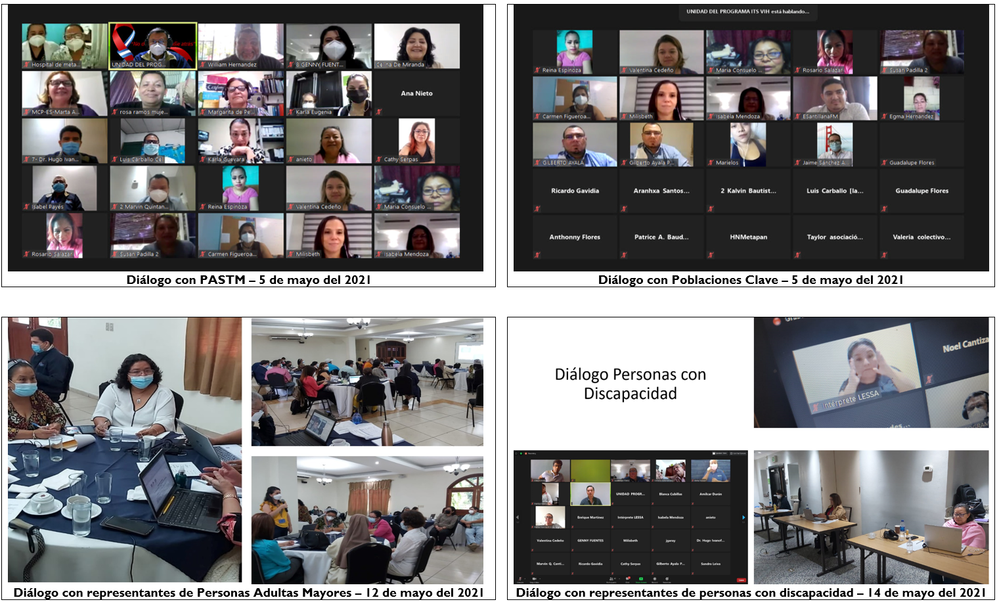 "No atrás"
Hospital de meta...
UNIDAD DEL PROG...
William Hernandez
8 GENNY FUENT...
Celina De Miranda
MCP-ES-Marta A...
rosa ramos muje...
Margarita de Pe...
Karla Eugenia
Ana Nieto
7- Dr. Hugo Ivan...
Luis Carballo Cel
Karla Guevara
anieto
Cathy Serpas
Isabel Payés
2 Marvin Quintan...
Reina Espinoza
Valentina Cedeño
Maria Consuelo ...
Rosario Salazar
Susan Padilla 2
Carmen Figueroa...
Milisbeth
Isabela Mendoza
Diálogo con PASTM – 5 de mayo del 2021
UNIDAD DEL PROGRAMA ITS VIH está hablando...
Reina Espinoza
Valentina Cedeño
Maria Consuelo ...
Rosario Salazar
Susan Padilla 2
Carmen Figueroa...
Milisbeth
Isabela Mendoza
ESantillanaFM
Egma Hernandez
GILBERTO AYALA
Gilberto Ayala P...
Marielos
Jaime Sánchez A...
Guadalupe Flores
Ricardo Gavidia
Aranhxa Santos...
2 Kalvin Bautist...
Luis Carballo [la...
Guadalupe Flores
Anthonny Flores
Patrice A. Baud...
HNMetapan
Taylor asociació...
Valeria colectivo...
Diálogo con Poblaciones Clave – 5 de mayo del 2021
Diálogo con representantes de Personas Adultas Mayores – 12 de mayo del 2021
Diálogo Personas con
Discapacidad
Noel Cantiza
Intérprete LESSA
UNIDAD PROGR...
Blanca Cubillas
Amilcar Durán
Enrique Martinez
Intérprete LESSA
Isabela Mendoza
anieto
Valentina Cedeño
GENNY FUENTES
Milisbeth
jgaray
Dr. Hugo Ivanof...
Marvin Q. Canti...
Ricardo Gavidia
Cathy Serpas
Gilberto Ayala P...
Sandra Leiva
Diálogo con representantes de personas con discapacidad – 14 de mayo del 2021